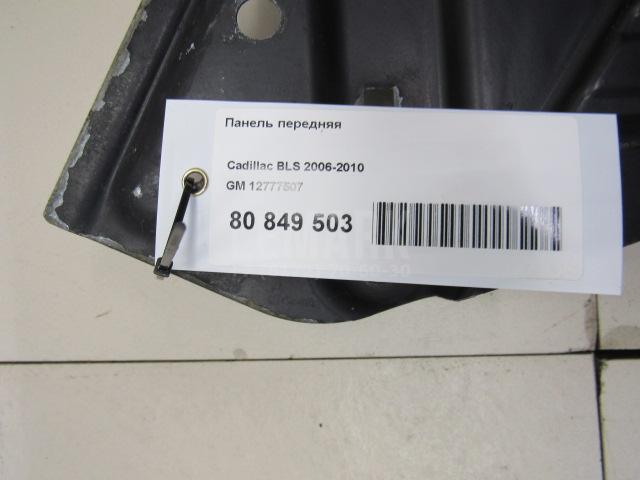 Панель передняя
Cadillac BLS 2006-2010
GM 12777507
80 849 503